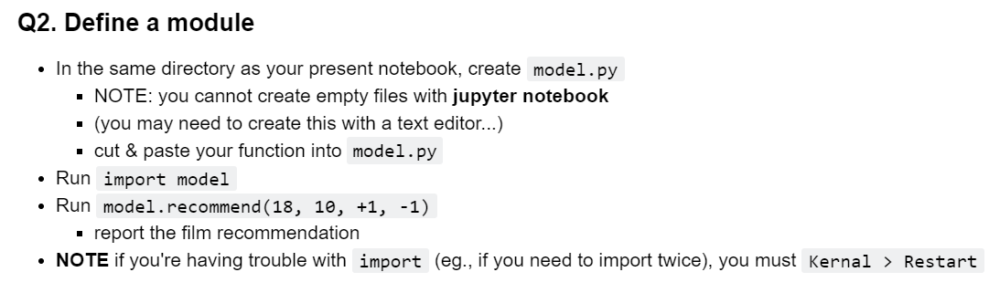 Q2. Define a module
In the same directory as your present notebook, create model.py
NOTE: you cannot create empty files with jupyter notebook
(you may need to create this with a text editor...)
cut & paste your function into model.py
Run import model
Run model.recommend(18, 10, +1, -1)
report the film recommendation
NOTE if you're having trouble with import (eg., if you need to import twice), you must Kernal > Restart